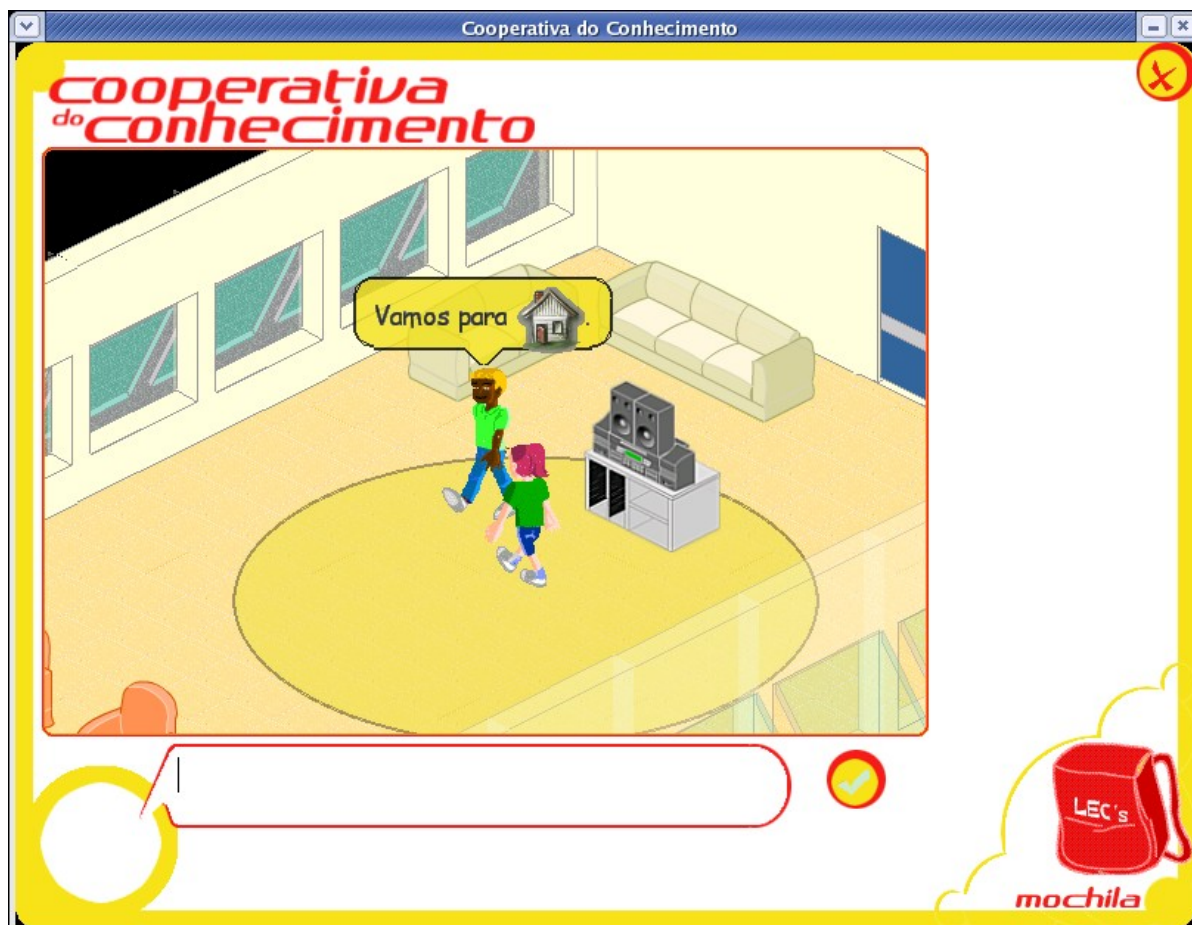 Cooperativa do Conhecimento
cooperativa
do conhecimento
Vamos para .
LEC's
mochila